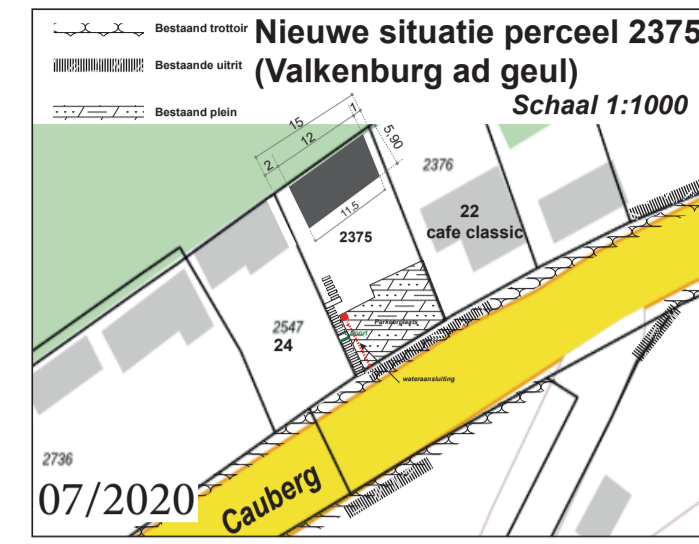 Bestaand trottoir
Nieuwe situatie perceel 2375
Bestaande uitrit
(Valkenburg ad geul)
Bestaand plein
Schaal 1:1000
15
1
12
5,90
2
2376
11,5
22
cafe classic
2375
2547
24
Parkeerplaats
poort
wateraansluiting
2736
07/2020
Cauberg